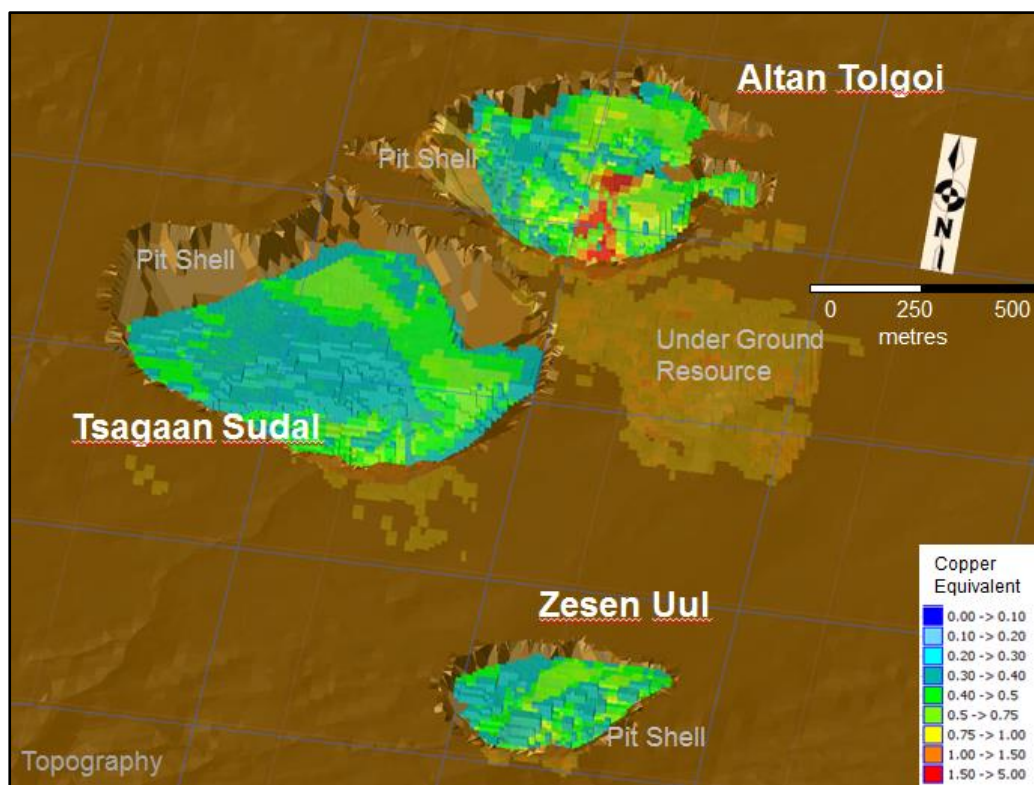 Altan Tolgoi
Pit Shell
N
Pit Shell
0 250 500
metres
Under Ground
Resource
Tsagaan Sudal
Zesen Uul
Pit Shell
Topography
Copper
Equivalent
0.00 -> 0.10
0.10 -> 0.20
0.20 -> 0.30
0.30 -> 0.40
0.40 -> 0.5
0.5 -> 0.75
0.75 -> 1.00
1.00 -> 1.50
1.50 -> 5.00